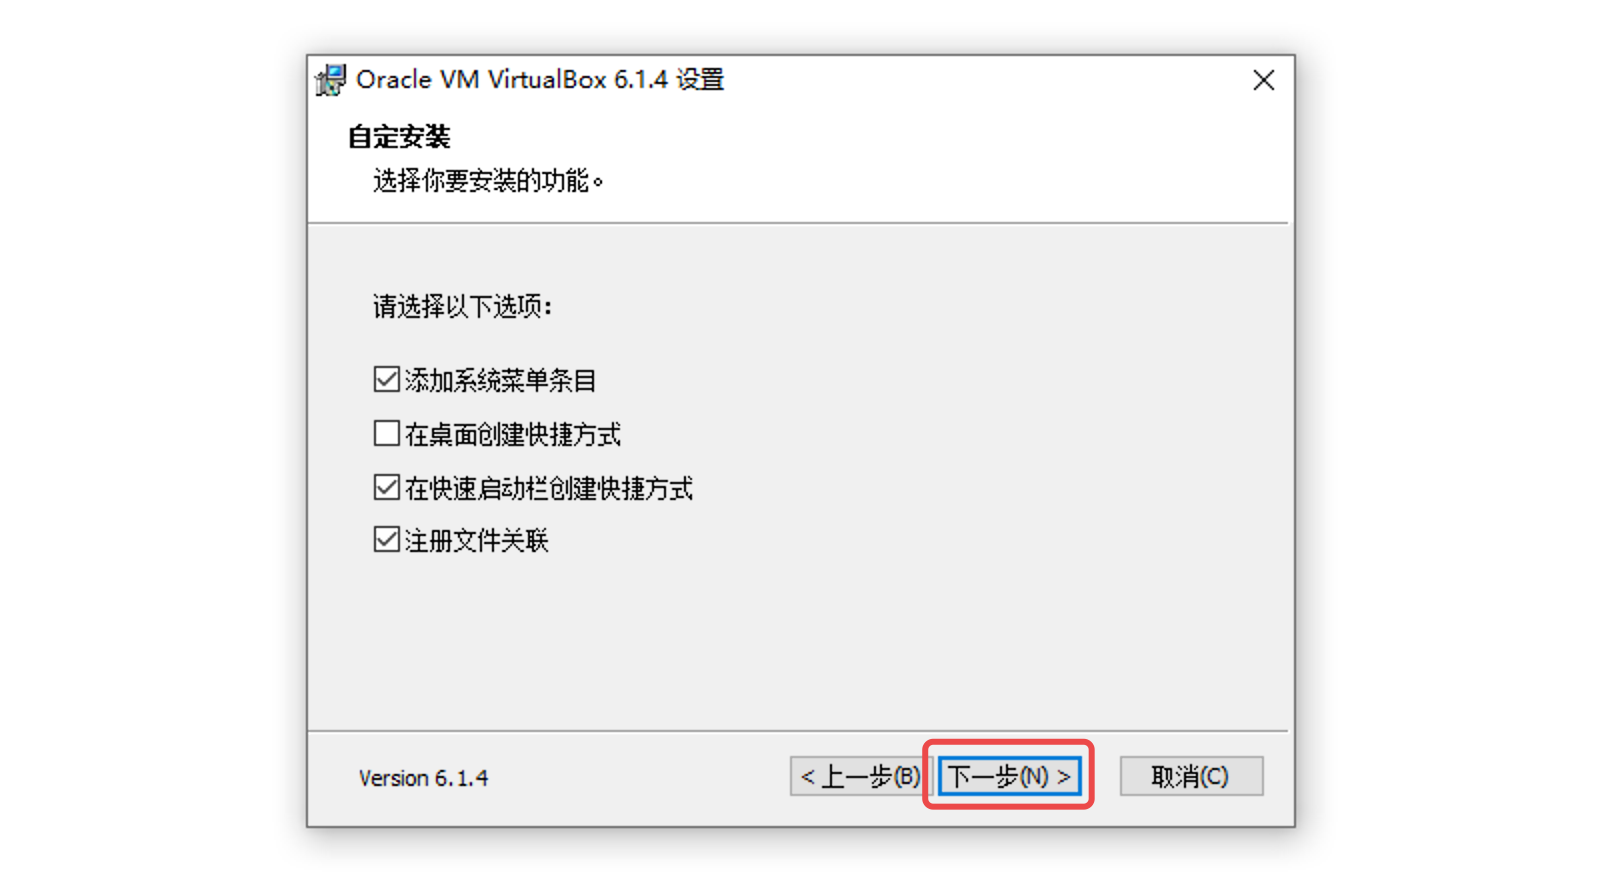 Oracle VM VirtualBox 6.1.4 设置
自定安装
选择你要安装的功能。
请选择以下选项：
添加系统菜单条目
在桌面创建快捷方式
在快速启动栏创建快捷方式
注册文件关联
Version 6.1.4
< 上一步(B)
下一步(N) >
取消(C)